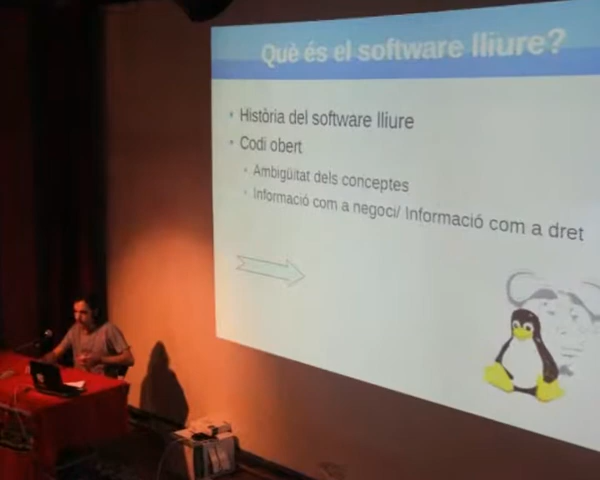 Què és el software lliure?
Història del software lliure
Codi obert
Ambigüitat dels conceptes
Informació com a negoci/ Informació com a dret